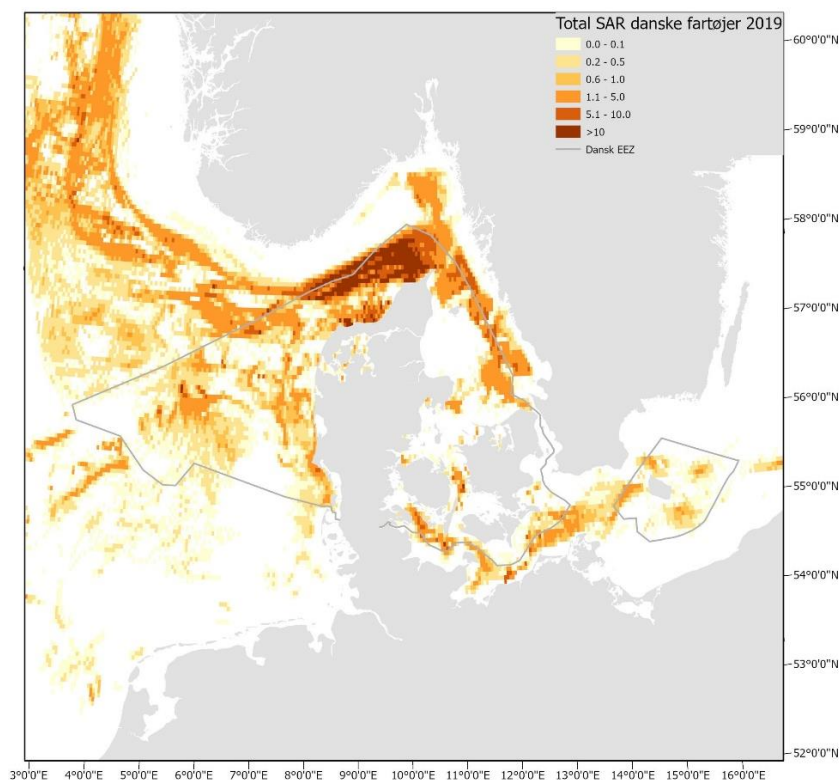 Total SAR danske fartøjer 2019
0.0 - 0.1
0.2 - 0.5
0.6 - 1.0
1.1 - 5.0
5.1 - 10.0
>10
Dansk EEZ
60°0'0"N
59°0'0"N
58°0'0"N
57°0'0"N
56°0'0"N
55°0'0"N
54°0'0"N
53°0'0"N
52°0'0"N
3°0'0"E 4°0'0"E 5°0'0"E 6°0'0"E 7°0'0"E 8°0'0"E 9°0'0"E 10°0'0"E 11°0'0"E 12°0'0"E 13°0'0"E 14°0'0"E 15°0'0"E 16°0'0"E